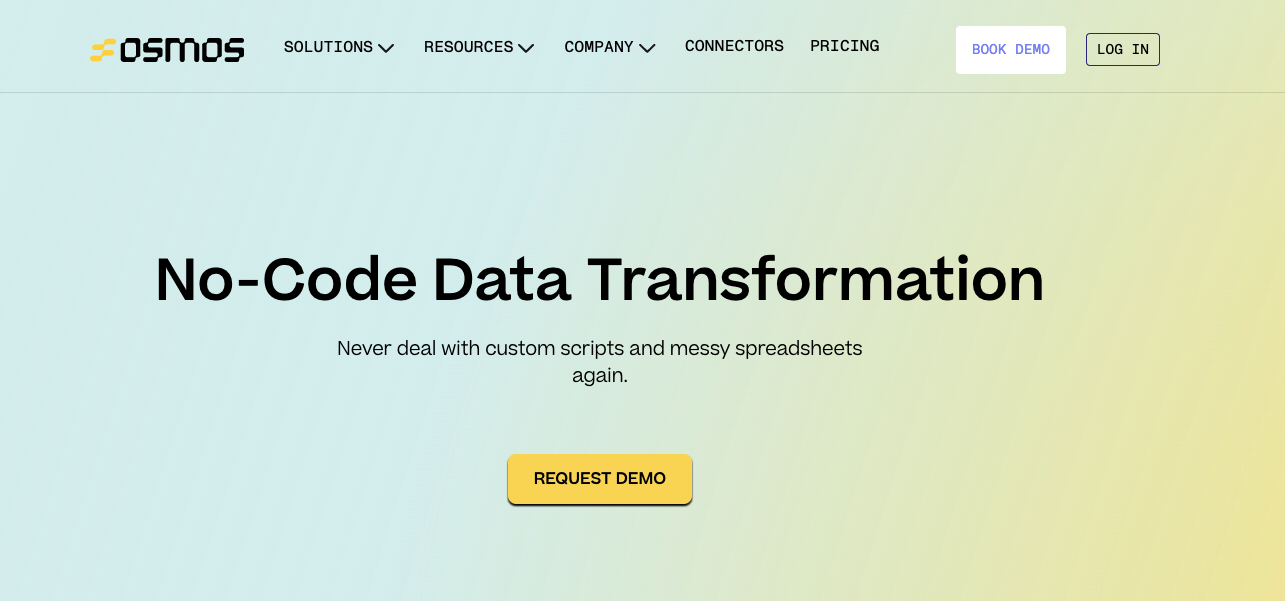 osmos
SOLUTIONS
RESOURCES
COMPANY
CONNECTORS
PRICING
BOOK DEMO
LOG IN
No-Code Data Transformation
Never deal with custom scripts and messy spreadsheets
again.
REQUEST DEMO